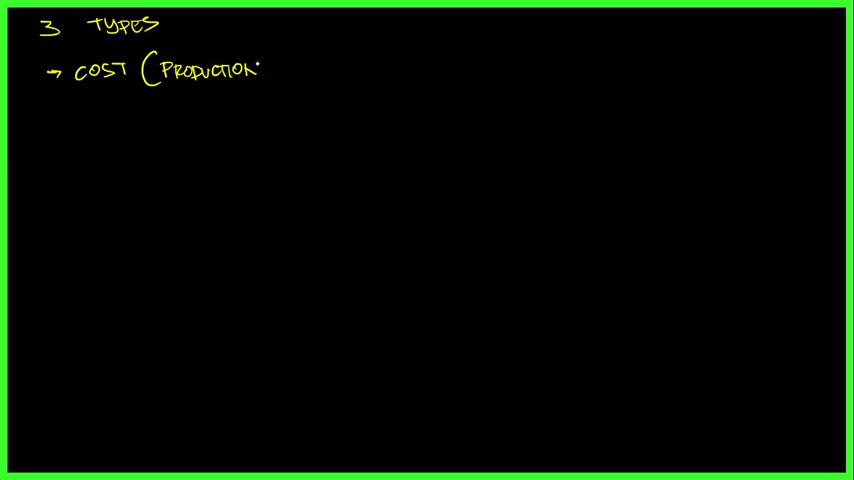 3 TYPES
→ COST (PRODUCTION